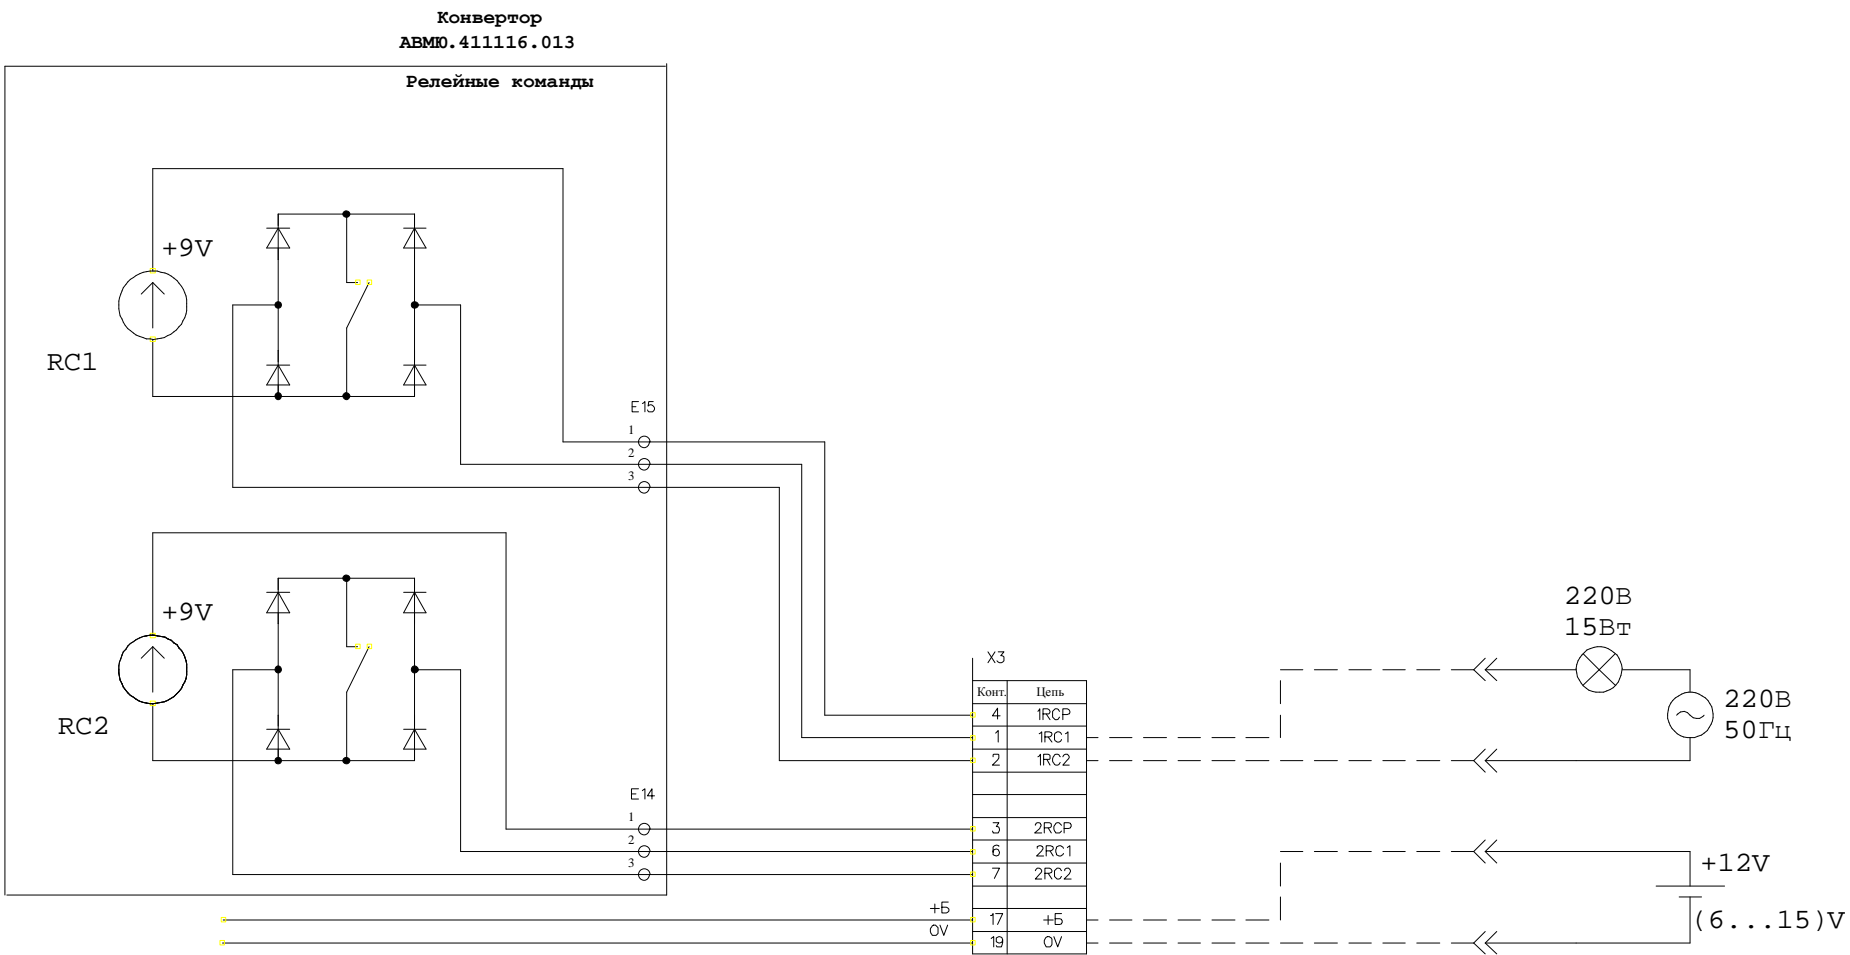 Конвертор
АВМЮ.411116.013
Релейные команды
+9V
RC1
E15
1
2
3
+9V
RC2
E14
1
2
3
+Б
0V
X3
Конт. Цепь
4 1RCP
1 1RC1
2 1RC2
3 2RCP
6 2RC1
7 2RC2
17 +Б
19 0V
220В
15Вт
220В
50Гц
+12V
(6...15)V